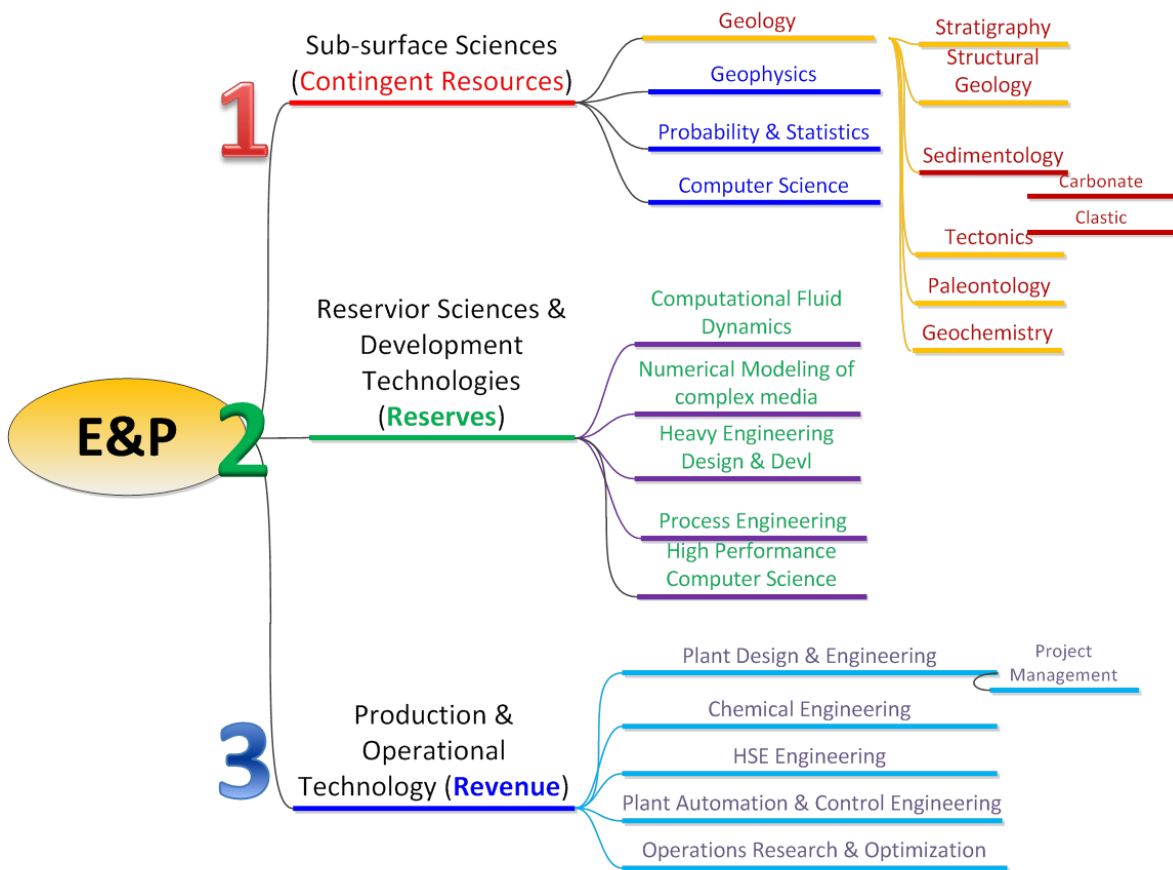 E&P
1
Sub-surface Sciences
(Contingent Resources)
Geology
Geophysics
Probability & Statistics
Computer Science
Stratigraphy
Structural
Geology
Sedimentology
Carbonate
Clastic
Tectonics
Paleontology
Geochemistry
2
Reservior Sciences &
Development
Technologies
(Reserves)
Computational Fluid
Dynamics
Numerical Modeling of
complex media
Heavy Engineering
Design & Devl
Process Engineering
High Performance
Computer Science
3
Production &
Operational
Technology (Revenue)
Plant Design & Engineering
Project
Management
Chemical Engineering
HSE Engineering
Plant Automation & Control Engineering
Operations Research & Optimization